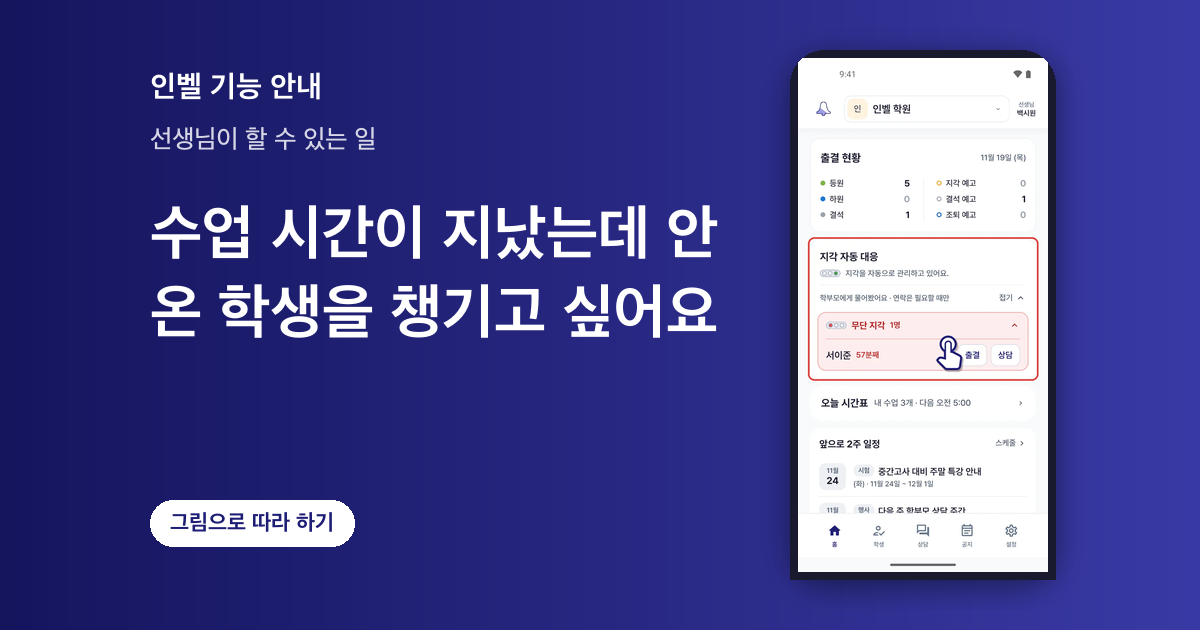 인벨 기능 안내
선생님이 할 수 있는 일
수업 시간이 지났는데 안
온 학생을 챙기고 싶어요
그림으로 따라 하기
9:41
인 인벨 학원
선생님
백시원
출결 현황 11월 19일 (목)
등원 5 지각 예고 0
하원 0 결석 예고 1
결석 1 조퇴 예고 0
지각 자동 대응
지각을 자동으로 관리하고 있어요.
학부모에게 물어봤어요 · 연락은 필요할 때만 접기
무단 지각 1명
서이준 57분째 출결 상담
오늘 시간표 내 수업 3개 · 다음 오전 5:00
앞으로 2주 일정 스케줄
11월 시험 중간고사 대비 주말 특강 안내
24 (화) · 11월 24일 ~ 12월 1일
11월 행사 다음 주 학부모 상담 주간
홈 학생 상담 공지 설정